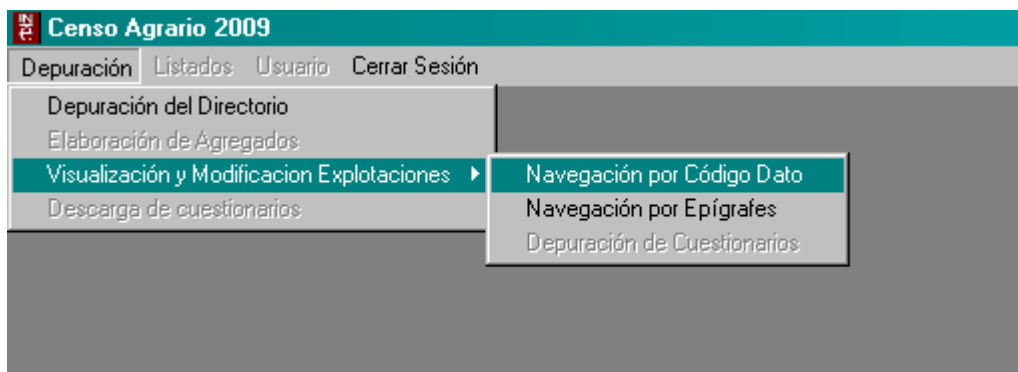 INE
Censo Agrario 2009
Depuración Listados Usuario Cerrar Sesión
Depuración del Directorio
Elaboración de Agregados
Visualización y Modificacion Explotaciones
Descarga de cuestionarios
Navegación por Código Dato
Navegación por Epígrafes
Depuración de Cuestionarios